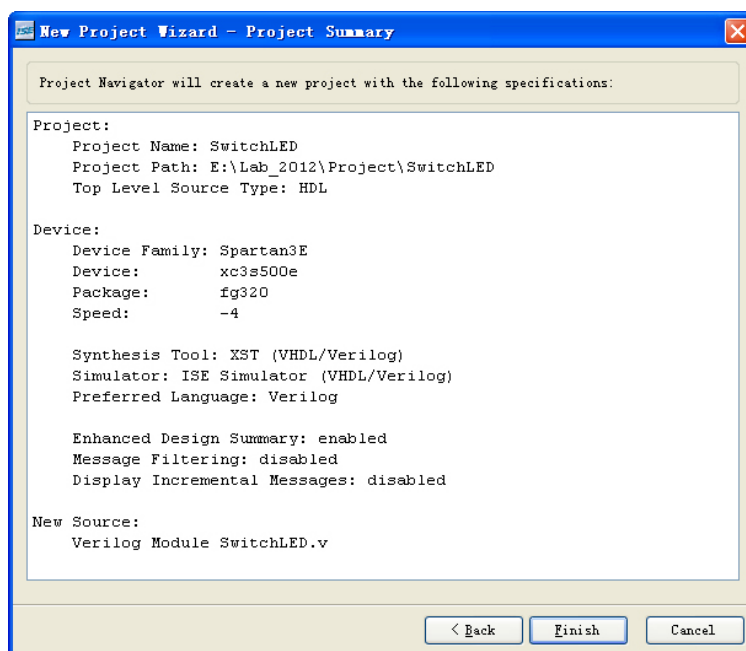 ISE New Project Wizard - Project Summary
Project Navigator will create a new project with the following specifications:
Project:
Project Name: SwitchLED
Project Path: E:\Lab_2012\Project\SwitchLED
Top Level Source Type: HDL
Device:
Device Family: Spartan3E
Device: xc3s500e
Package: fg320
Speed: -4
Synthesis Tool: XST (VHDL/Verilog)
Simulator: ISE Simulator (VHDL/Verilog)
Preferred Language: Verilog
Enhanced Design Summary: enabled
Message Filtering: disabled
Display Incremental Messages: disabled
New Source:
Verilog Module SwitchLED.v
< Back Finish Cancel